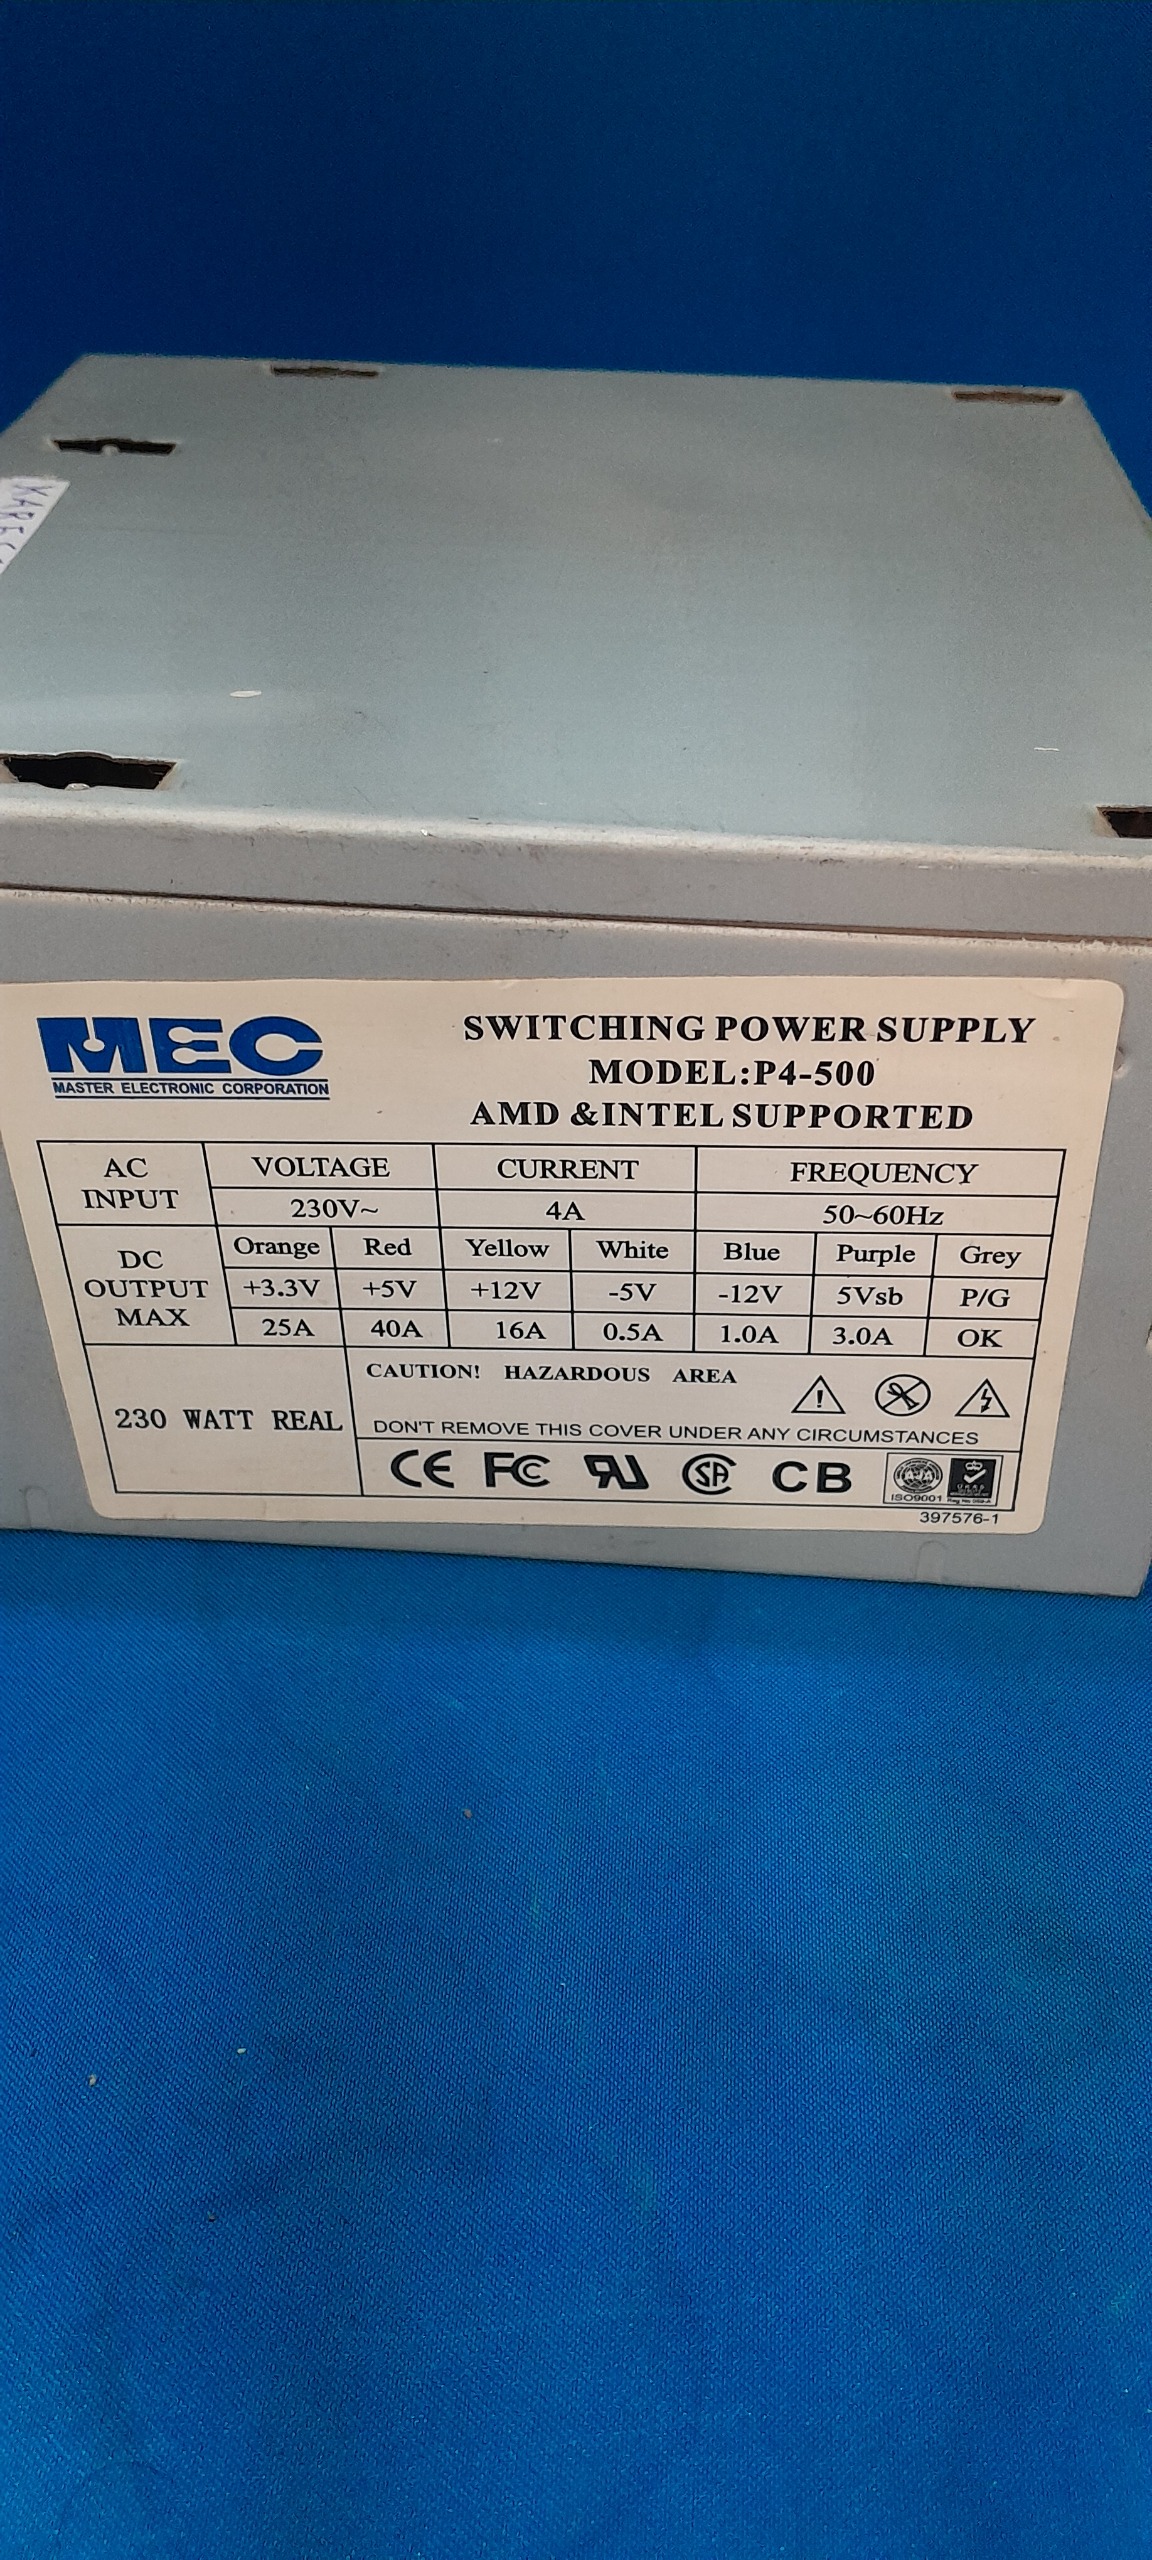 MEC
MASTER ELECTRONIC CORPORATION
SWITCHING POWER SUPPLY
MODEL:P4-500
AMD &INTEL SUPPORTED
AC INPUT VOLTAGE CURRENT FREQUENCY
230V~ 4A 50~60Hz
DC OUTPUT MAX Orange Red Yellow White Blue Purple Grey
+3.3V +5V +12V -5V -12V 5Vsb P/G
25A 40A 16A 0.5A 1.0A 3.0A OK
230 WATT REAL
CAUTION! HAZARDOUS AREA
DON'T REMOVE THIS COVER UNDER ANY CIRCUMSTANCES
CE FC RU SA CB
AJA
ISO9001
397576-1